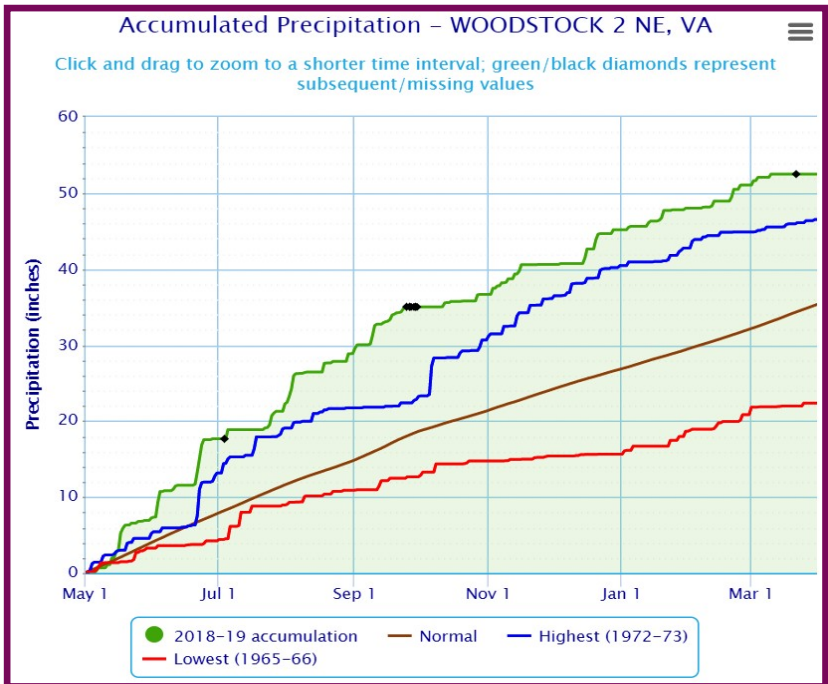 Accumulated Precipitation – WOODSTOCK 2 NE, VA
Click and drag to zoom to a shorter time interval; green/black diamonds represent
subsequent/missing values
Precipitation (inches)
60
50
40
30
20
10
0
May 1 Jul 1 Sep 1 Nov 1 Jan 1 Mar 1
2018-19 accumulation Normal Highest (1972-73)
Lowest (1965-66)